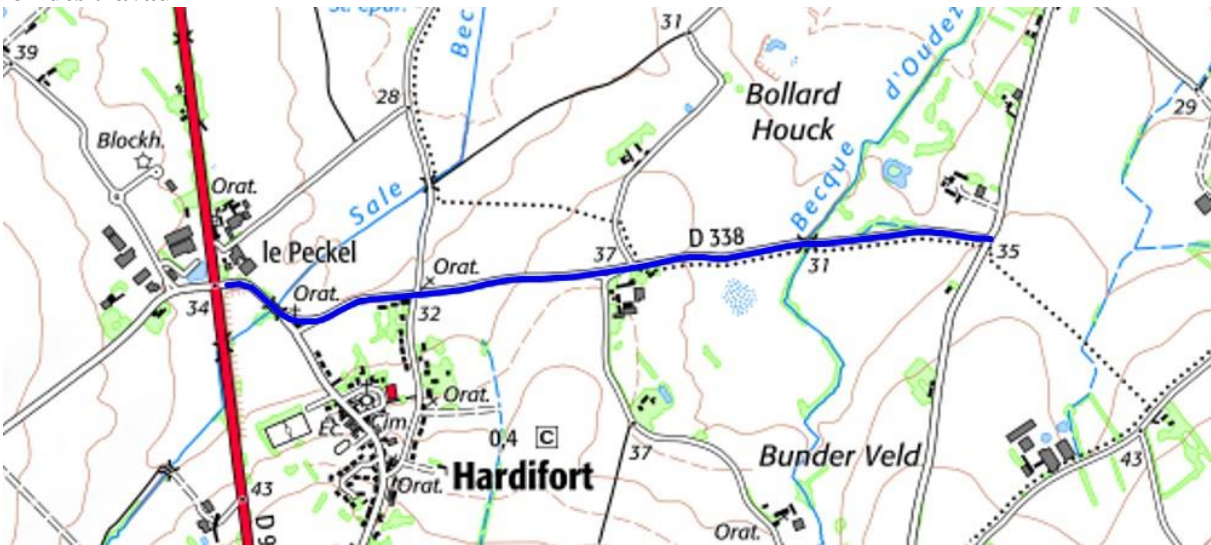 39
31
Bec
28
Blockh.
Orat.
Sale
le Peckel
34
Orat.
Orat.
32
Bollard
Houck
Becque
d'Oudez
29
37
D 338
31
35
Orat.
0,4 C
Hardifort
37
Bunder Veld
43
Orat.
43
Orat.